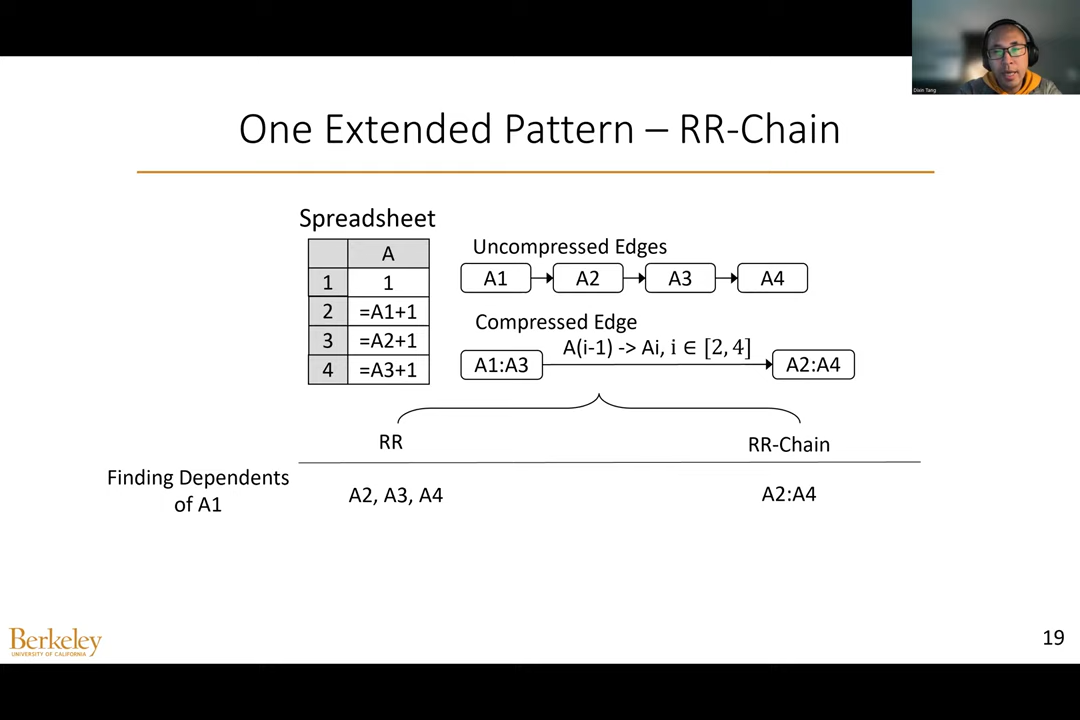 Dixin Tang
One Extended Pattern – RR-Chain
Spreadsheet
A
1 1
2 =A1+1
3 =A2+1
4 =A3+1
Uncompressed Edges
A1 A2 A3 A4
Compressed Edge
A(i-1) -> Ai, i ∈ [2, 4]
A1:A3 A2:A4
RR RR-Chain
Finding Dependents
of A1
A2, A3, A4 A2:A4
Berkeley
UNIVERSITY OF CALIFORNIA
19